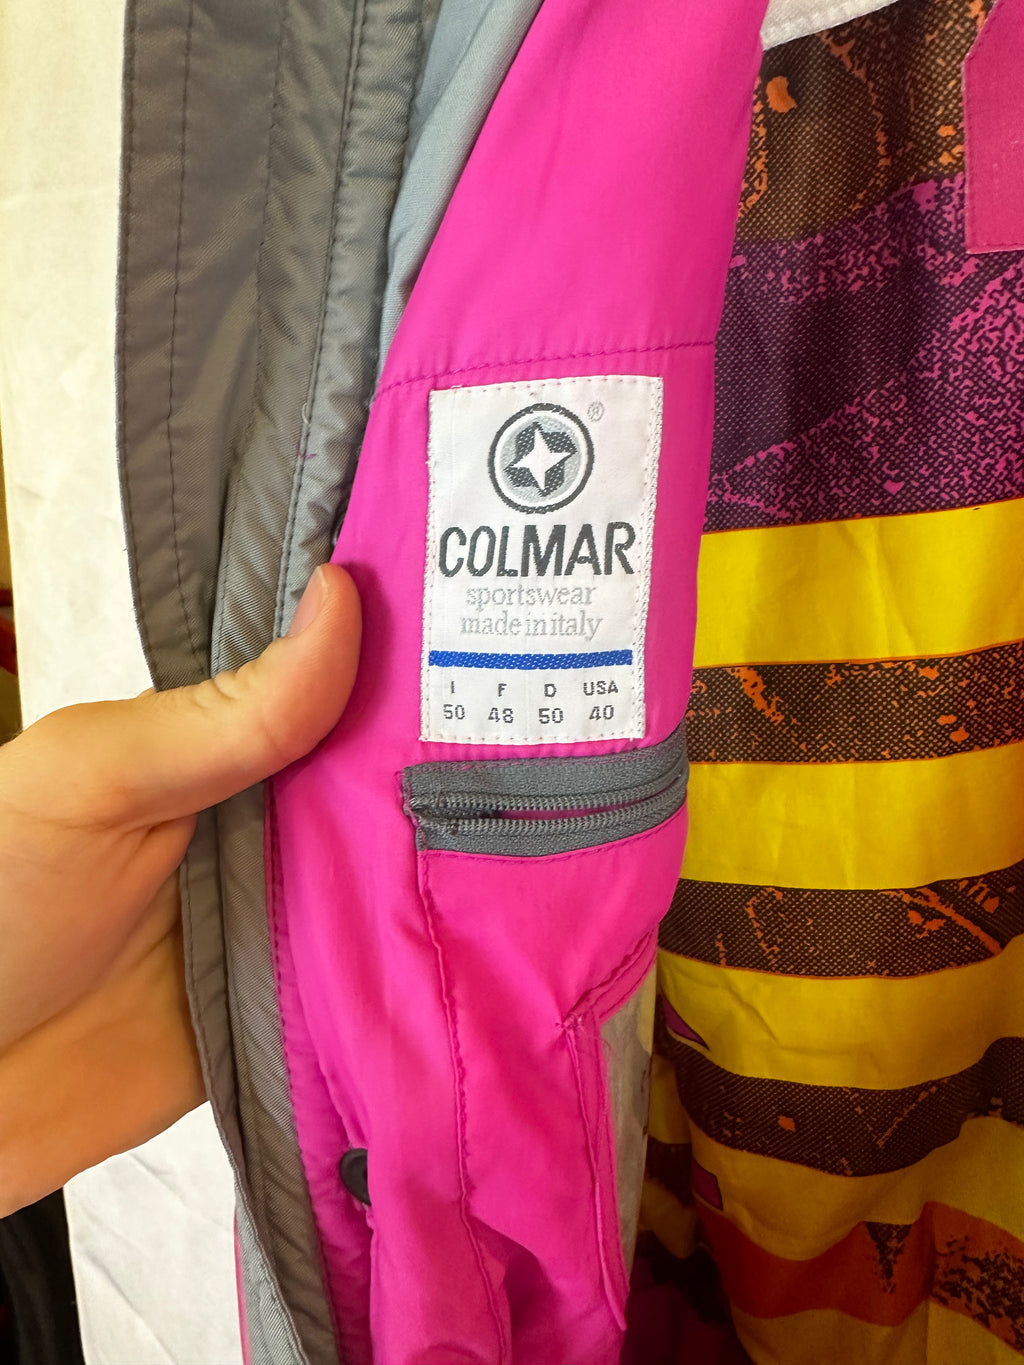 ®
COLMAR
sportswear
made in italy
I F D USA
50 48 50 40